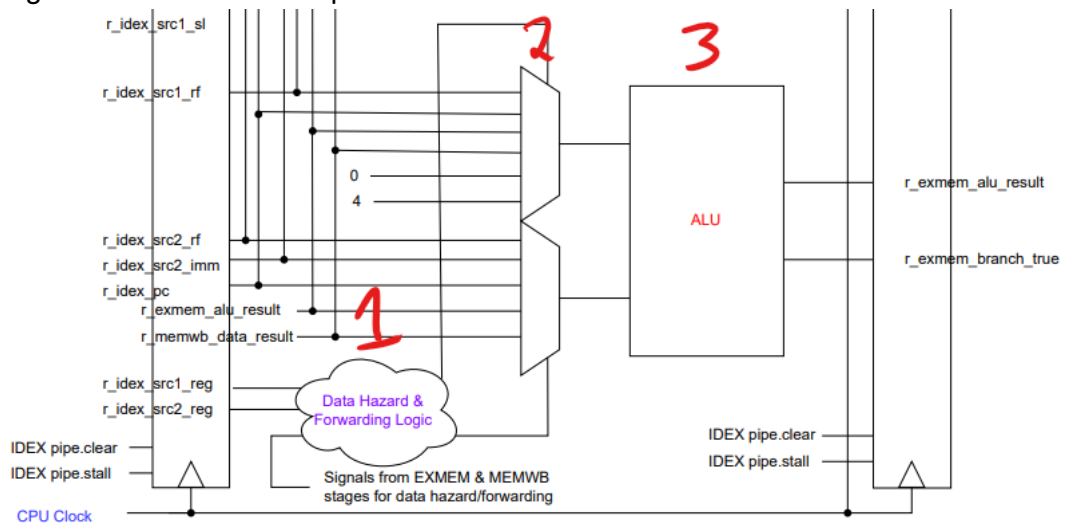 r_idex_src1_sl
2
3
r_idex_src1_rf
0
4
r_exmem_alu_result
ALU
r_idex_src2_rf
r_idex_src2_imm
r_exmem_branch_true
r_idex_pc
r_exmem_alu_result
1
r_memwb_data_result
r_idex_src1_reg
r_idex_src2_reg
Data Hazard &
Forwarding Logic
IDEX pipe.clear
IDEX pipe.stall
IDEX pipe.clear
IDEX pipe.stall
Signals from EXMEM & MEMWB
stages for data hazard/forwarding
CPU Clock